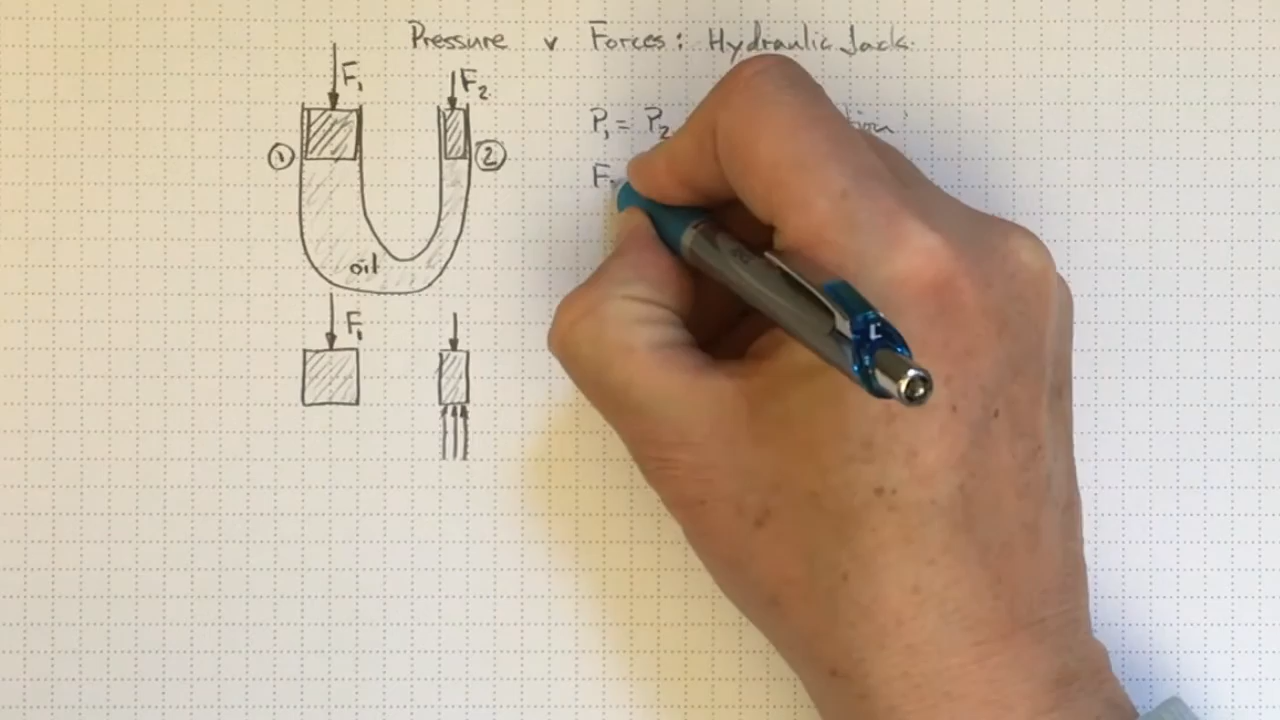 Pressure v Forces: Hydraulic Jack.
F₁ F₂
P₁ = P₂
① ②
F
oil
F₁